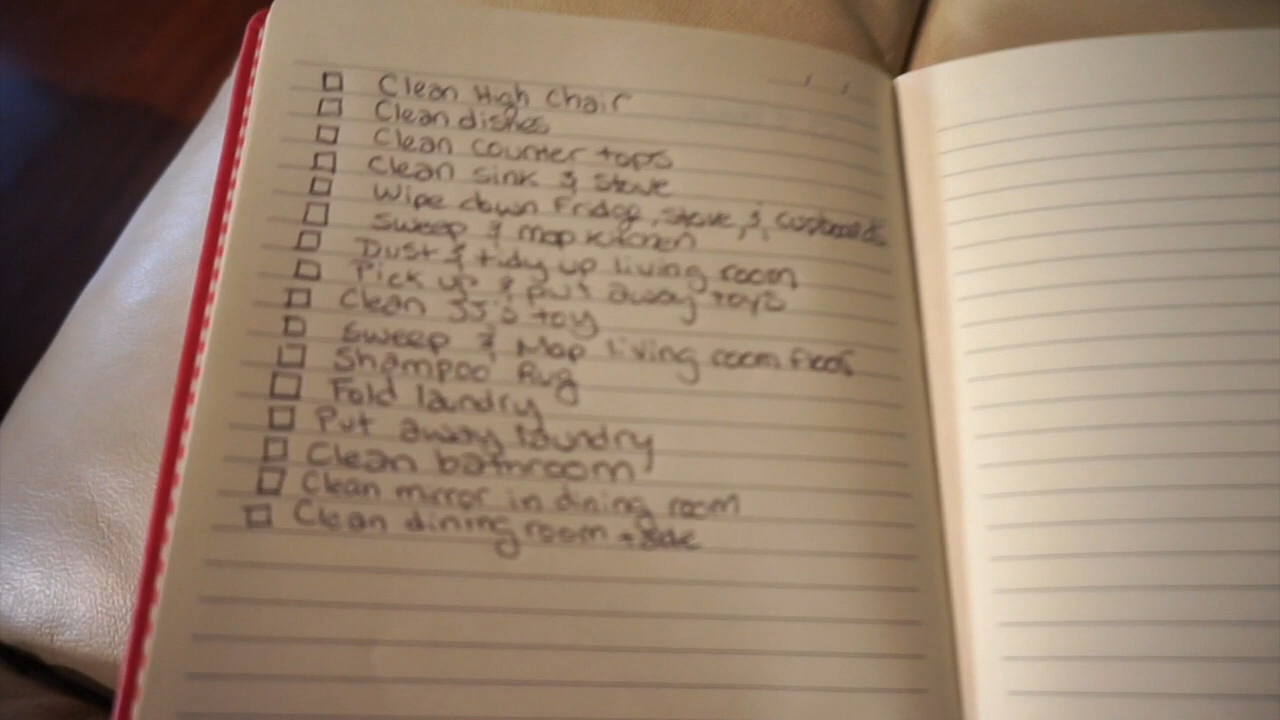 Clean High Chair
Clean dishes
Clean counter tops
Clean sink & stove
Wipe down Fridge, stove, & cupboards
Sweep & Mop kitchen
Dust & tidy up living room
Pick up & put away toys
Clean JJ's toy
Sweep & Mop living room floors
Shampoo Rug
Fold laundry
Put away laundry
Clean bathroom
Clean mirror in dining room
Clean dining room